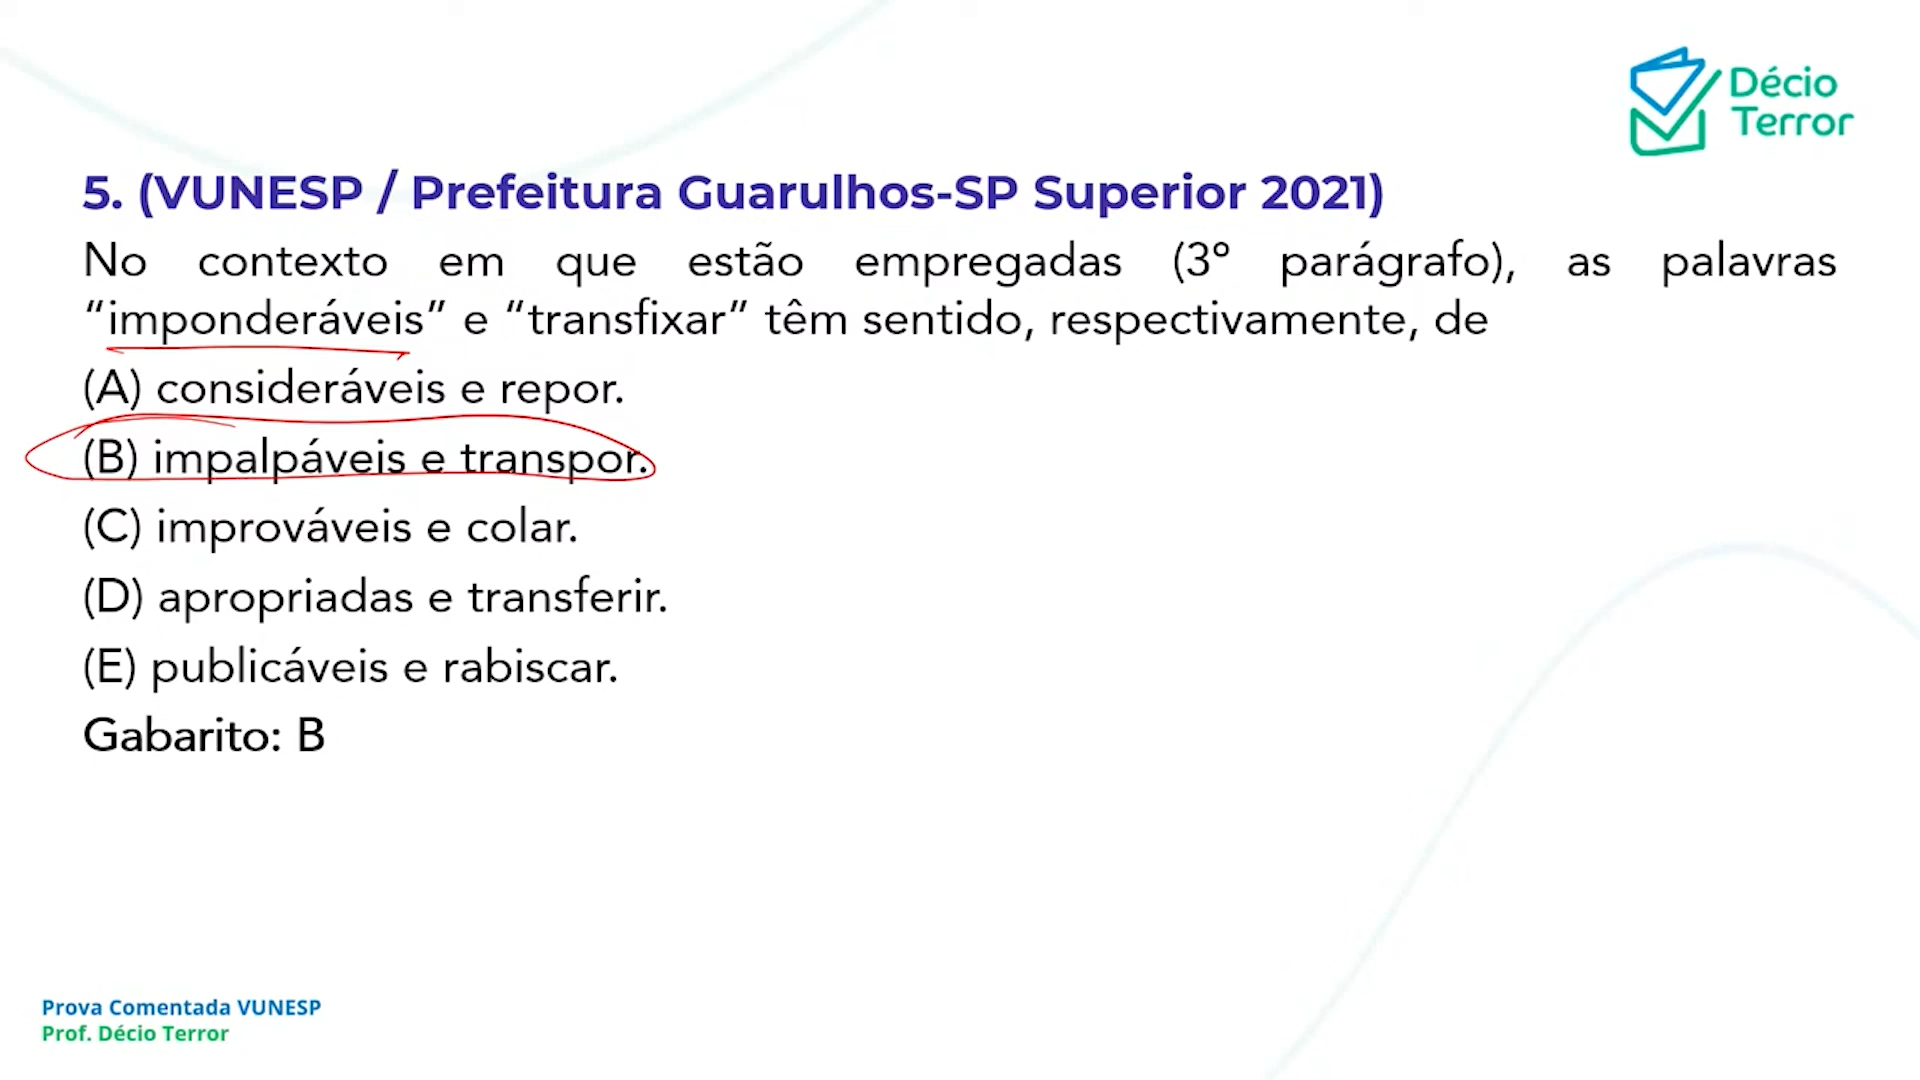 Décio
Terror
5. (VUNESP / Prefeitura Guarulhos-SP Superior 2021)
No contexto em que estão empregadas (3º parágrafo), as palavras
“imponderáveis” e “transfixar” têm sentido, respectivamente, de
(A) consideráveis e repor.
(B) impalpáveis e transpor.
(C) improváveis e colar.
(D) apropriadas e transferir.
(E) publicáveis e rabiscar.
Gabarito: B
Prova Comentada VUNESP
Prof. Décio Terror